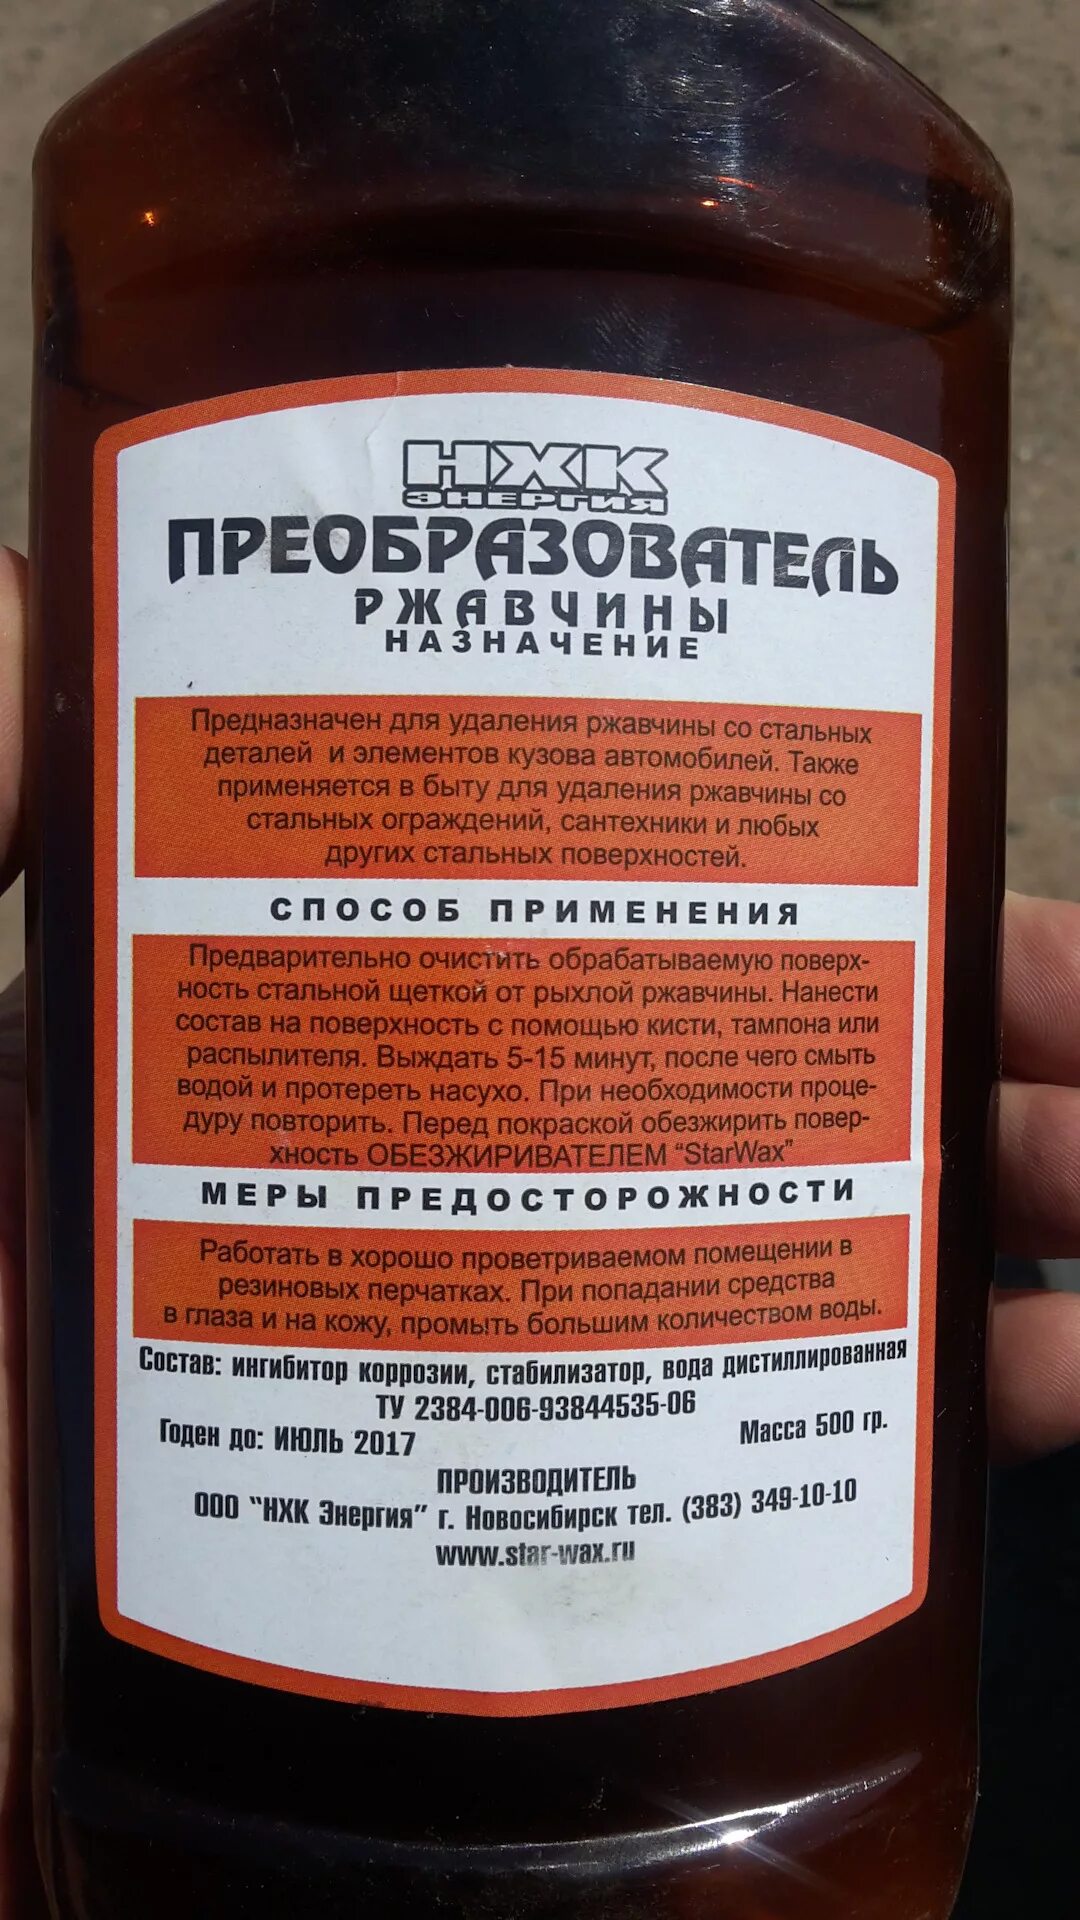 НХК
ЭНЕРГИЯ
ПРЕОБРАЗОВАТЕЛЬ
РЖАВЧИНЫ
НАЗНАЧЕНИЕ
Предназначен для удаления ржавчины со стальных
деталей и элементов кузова автомобилей. Также
применяется в быту для удаления ржавчины со
стальных ограждений, сантехники и любых
других стальных поверхностей.
СПОСОБ ПРИМЕНЕНИЯ
Предварительно очистить обрабатываемую поверх-
ность стальной щеткой от рыхлой ржавчины. Нанести
состав на поверхность с помощью кисти, тампона или
распылителя. Выждать 5-15 минут, после чего смыть
водой и протереть насухо. При необходимости проце-
дуру повторить. Перед покраской обезжирить повер-
хность ОБЕЗЖИРИВАТЕЛЕМ "StarWax"
МЕРЫ ПРЕДОСТОРОЖНОСТИ
Работать в хорошо проветриваемом помещении в
резиновых перчатках. При попадании средства
в глаза и на кожу, промыть большим количеством воды.
Состав: ингибитор коррозии, стабилизатор, вода дистиллированная
ТУ 2384-006-93844535-06
Годен до: ИЮЛЬ 2017 Масса 500 гр.
ПРОИЗВОДИТЕЛЬ
ООО "НХК Энергия" г. Новосибирск тел. (383) 349-10-10
www.star-wax.ru